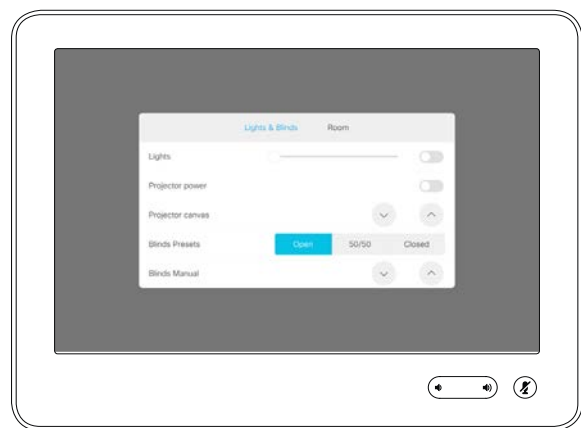 Lights & Blinds Room
Lights
Projector power
Projector canvas
Blinds Presets Open 50/50 Closed
Blinds Manual